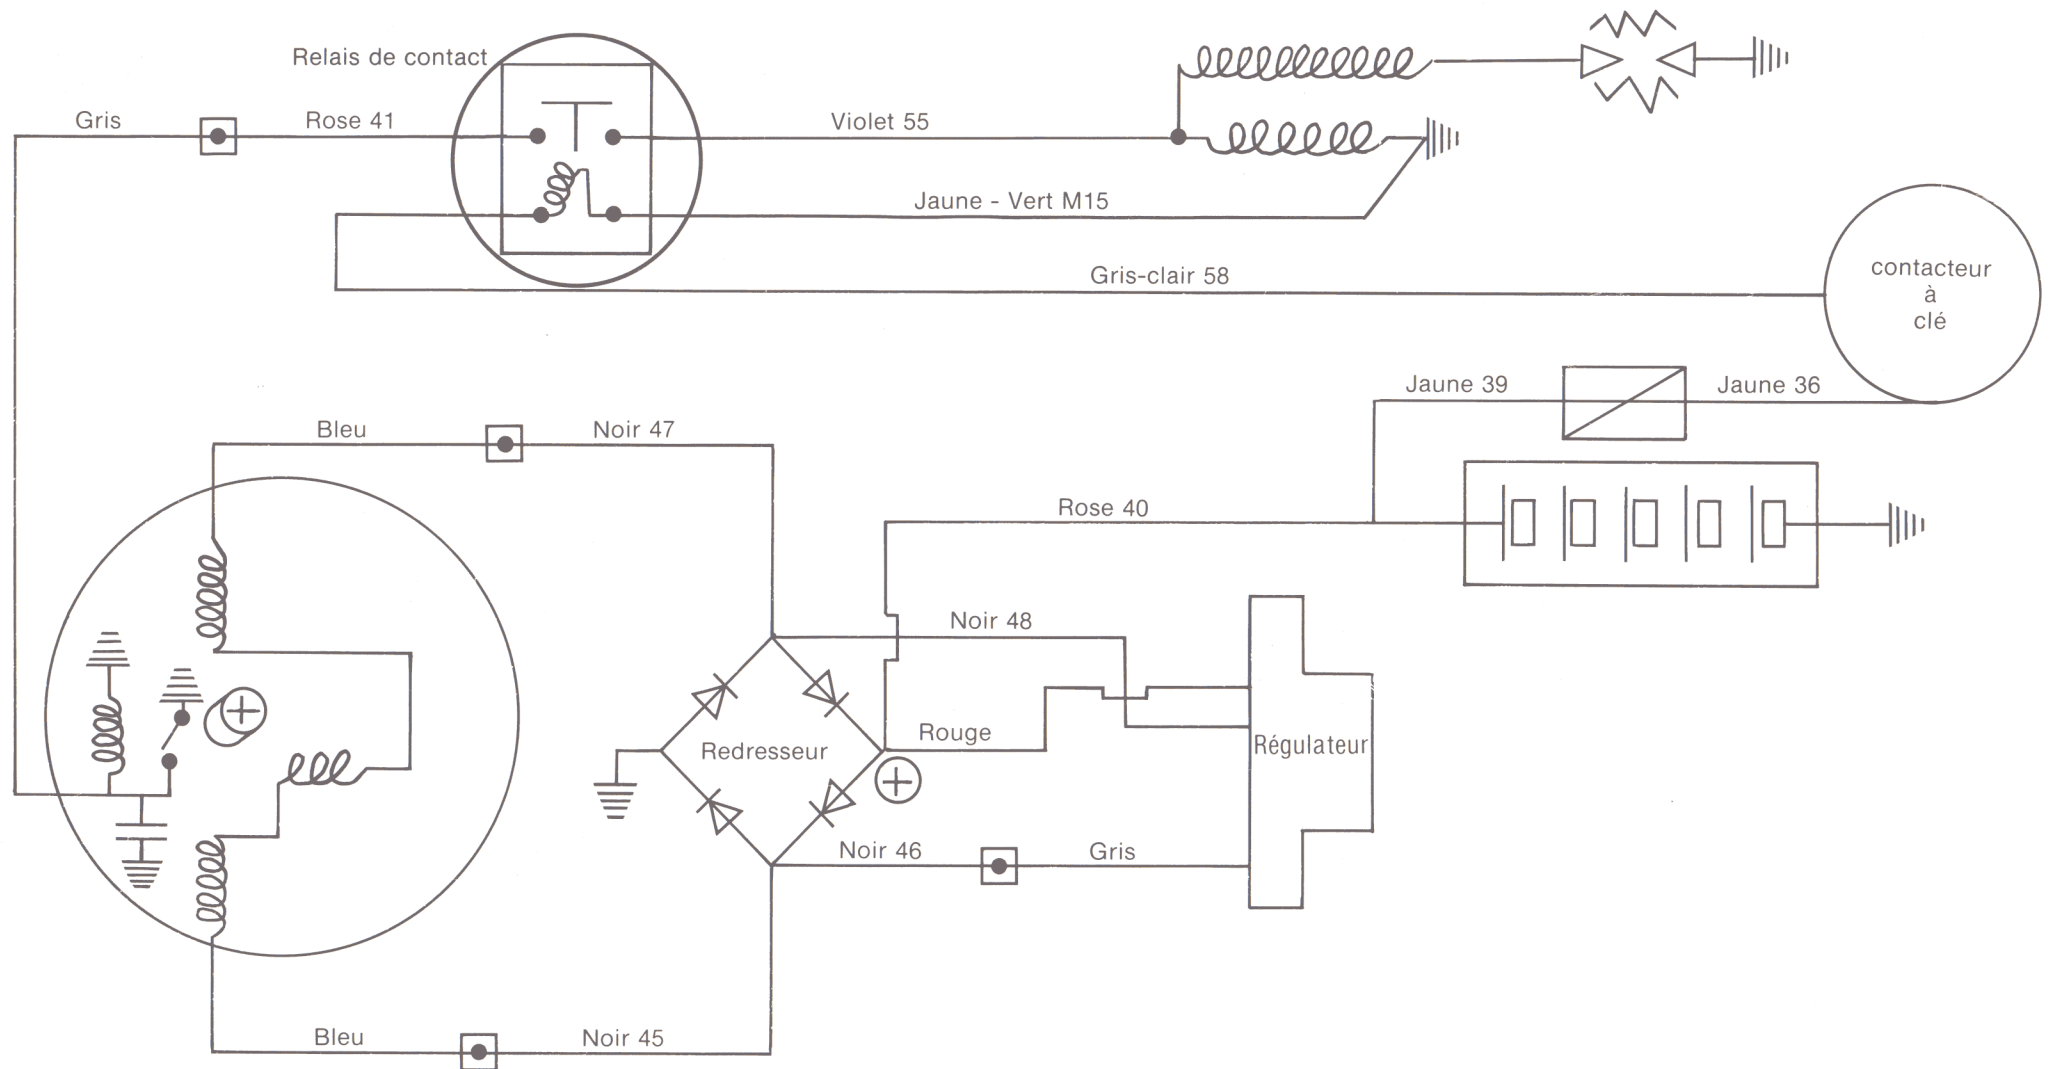 Relais de contact
Gris
Rose 41
Violet 55
Jaune - Vert M15
Gris-clair 58
contacteur
à
clé
Jaune 39
Jaune 36
Bleu
Noir 47
Rose 40
Noir 48
Redresseur
Rouge
Régulateur
Noir 46
Gris
Bleu
Noir 45